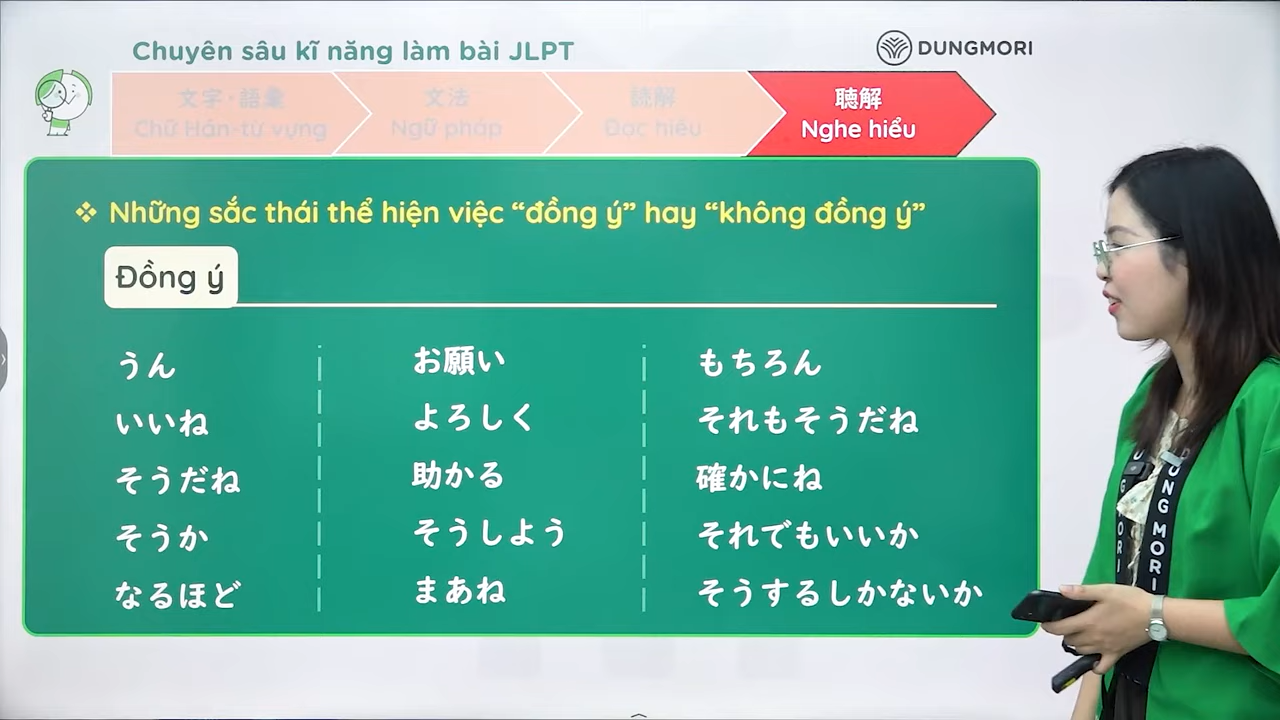 Chuyên sâu kĩ năng làm bài JLPT
DUNGMORI
文字・語彙
Chữ Hán-từ vựng
文法
Ngữ pháp
読解
Đọc hiểu
聴解
Nghe hiểu
Những sắc thái thể hiện việc “đồng ý” hay “không đồng ý”
Đồng ý
うん
いいね
そうだね
そうか
なるほど
お願い
よろしく
助かる
そうしよう
まあね
もちろん
それもそうだね
確かにね
それでもいいか
そうするしかないか
DUNGMORI